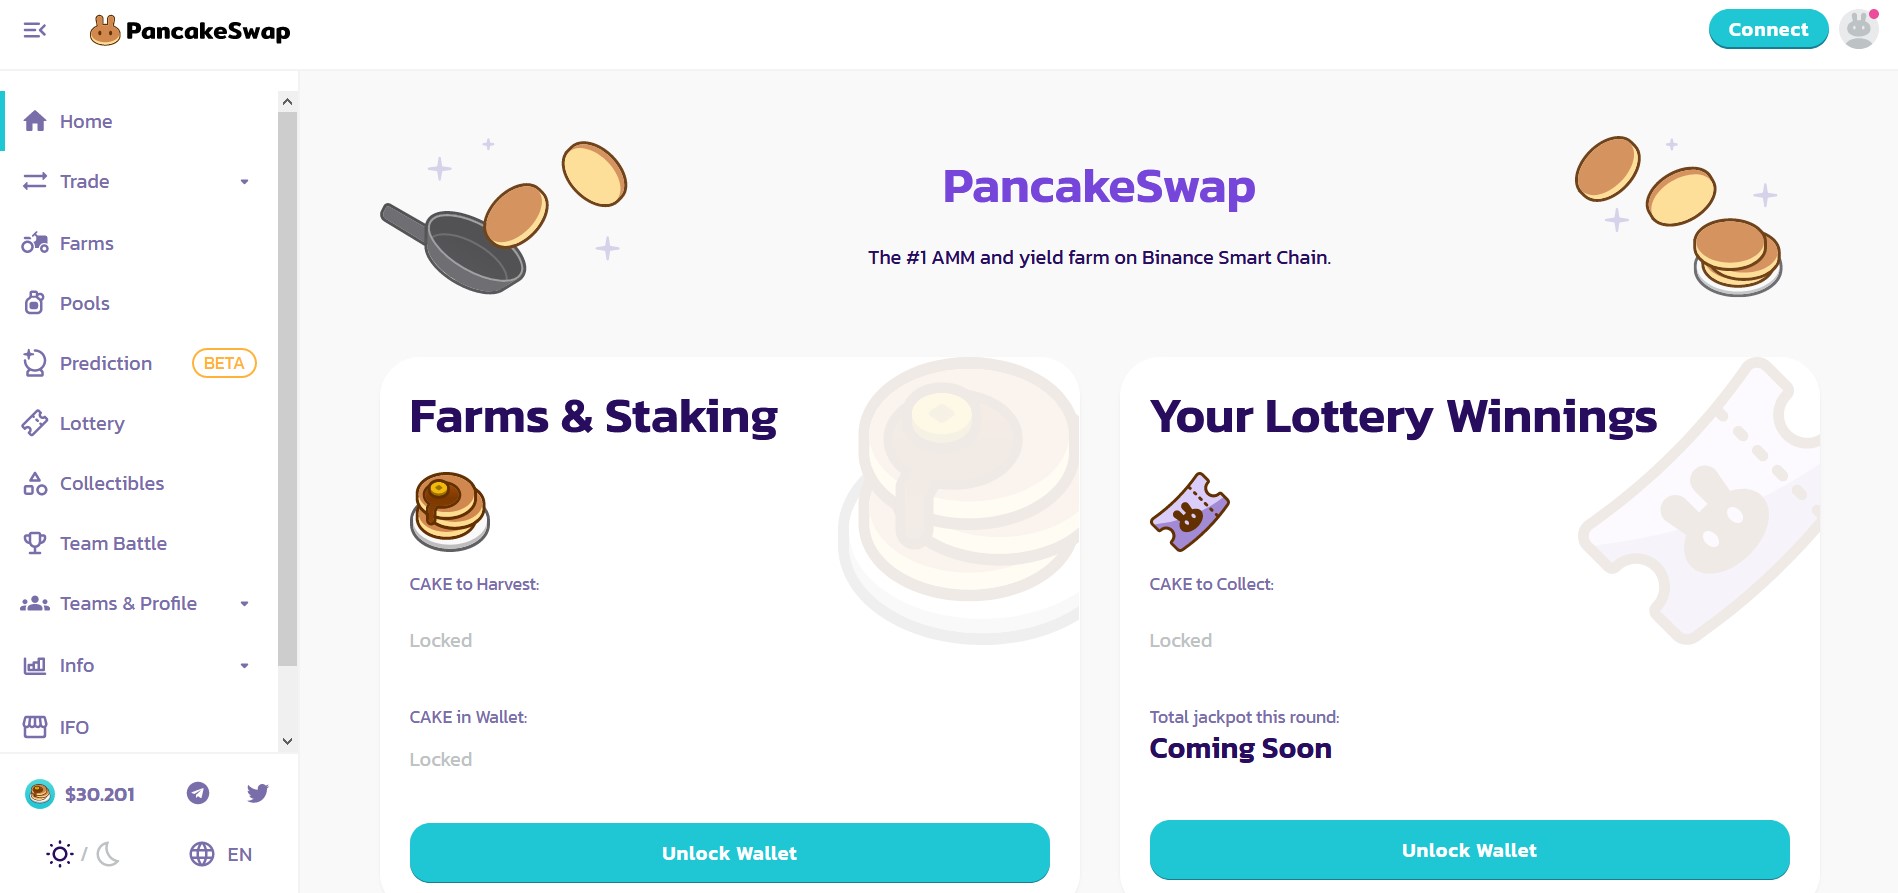 PancakeSwap
Connect
Home
Trade
Farms
Pools
Prediction BETA
Lottery
Collectibles
Team Battle
Teams & Profile
Info
IFO
$30.201
/
EN
PancakeSwap
The #1 AMM and yield farm on Binance Smart Chain.
Farms & Staking
CAKE to Harvest:
Locked
CAKE in Wallet:
Locked
Unlock Wallet
Your Lottery Winnings
CAKE to Collect:
Locked
Total jackpot this round:
Coming Soon
Unlock Wallet